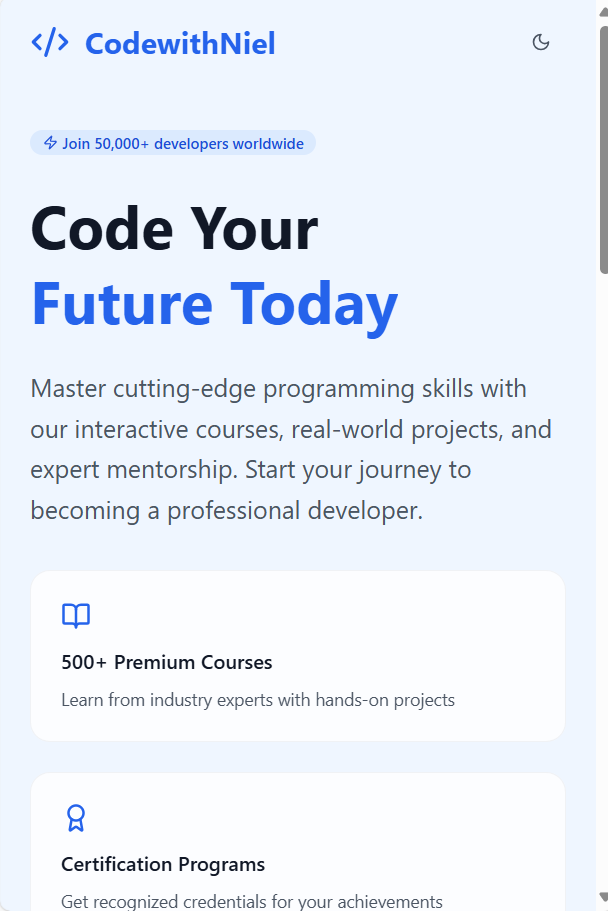 CodewithNiel
Join 50,000+ developers worldwide
Code Your
Future Today
Master cutting-edge programming skills with
our interactive courses, real-world projects, and
expert mentorship. Start your journey to
becoming a professional developer.
500+ Premium Courses
Learn from industry experts with hands-on projects
Certification Programs
Get recognized credentials for your achievements